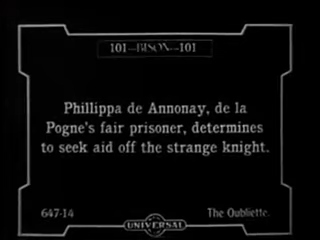 101-BISON-101
Phillippa de Annonay, de la
Pogne's fair prisoner, determines
to seek aid off the strange knight.
647-14
The Oubliette.
UNIVERSAL